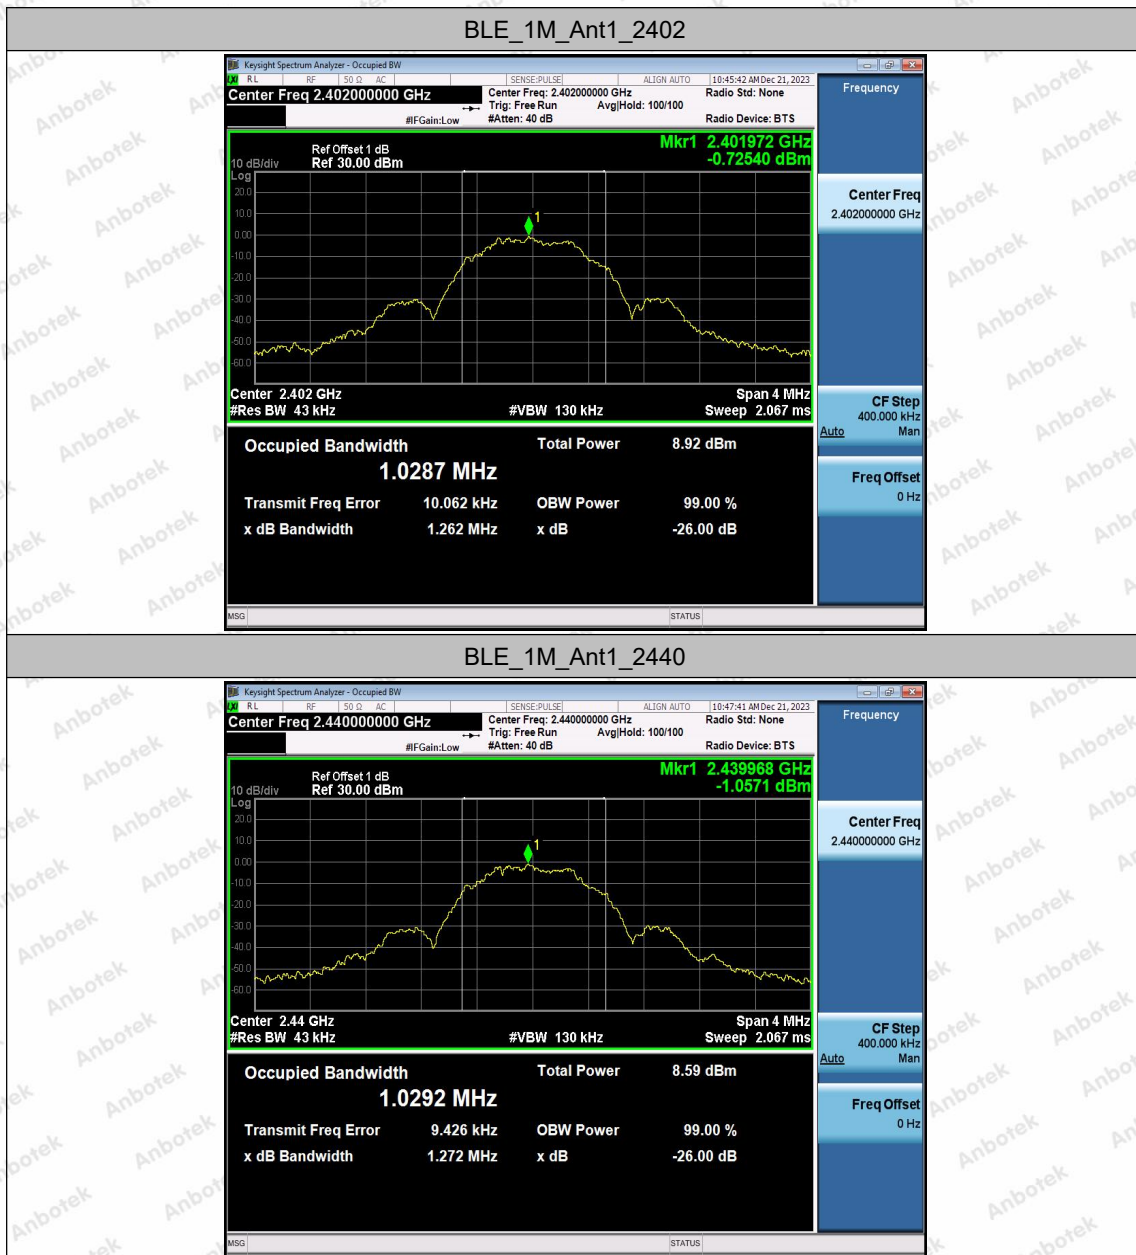 BLE_1M_Ant1_2402
Keysight Spectrum Analyzer - Occupied BW
LXI RL RF 50 Ω AC SENSE:PULSE ALIGN AUTO 10:45:42 AM Dec 21, 2023
Center Freq 2.402000000 GHz Center Freq: 2.402000000 GHz Radio Std: None
Trig: Free Run Avg|Hold: 100/100
#IFGain:Low #Atten: 40 dB Radio Device: BTS
Frequency
Mkr1 2.401972 GHz
-0.72540 dBm
Ref Offset 1 dB
10 dB/div Ref 30.00 dBm
Log
20.0
10.0
0.00
-10.0
-20.0
-30.0
-40.0
-50.0
-60.0
1
Center Freq
2.402000000 GHz
Center 2.402 GHz Span 4 MHz
#Res BW 43 kHz #VBW 130 kHz Sweep 2.067 ms
CF Step
400.000 kHz
Auto Man
Occupied Bandwidth Total Power 8.92 dBm
1.0287 MHz
Transmit Freq Error 10.062 kHz OBW Power 99.00 %
x dB Bandwidth 1.262 MHz x dB -26.00 dB
Freq Offset
0 Hz
MSG STATUS
BLE_1M_Ant1_2440
Keysight Spectrum Analyzer - Occupied BW
LXI RL RF 50 Ω AC SENSE:PULSE ALIGN AUTO 10:47:41 AM Dec 21, 2023
Center Freq 2.440000000 GHz Center Freq: 2.440000000 GHz Radio Std: None
Trig: Free Run Avg|Hold: 100/100
#IFGain:Low #Atten: 40 dB Radio Device: BTS
Frequency
Mkr1 2.439968 GHz
-1.0571 dBm
Ref Offset 1 dB
10 dB/div Ref 30.00 dBm
Log
20.0
10.0
0.00
-10.0
-20.0
-30.0
-40.0
-50.0
-60.0
1
Center Freq
2.440000000 GHz
Center 2.44 GHz Span 4 MHz
#Res BW 43 kHz #VBW 130 kHz Sweep 2.067 ms
CF Step
400.000 kHz
Auto Man
Occupied Bandwidth Total Power 8.59 dBm
1.0292 MHz
Transmit Freq Error 9.426 kHz OBW Power 99.00 %
x dB Bandwidth 1.272 MHz x dB -26.00 dB
Freq Offset
0 Hz
MSG STATUS
Anbotek